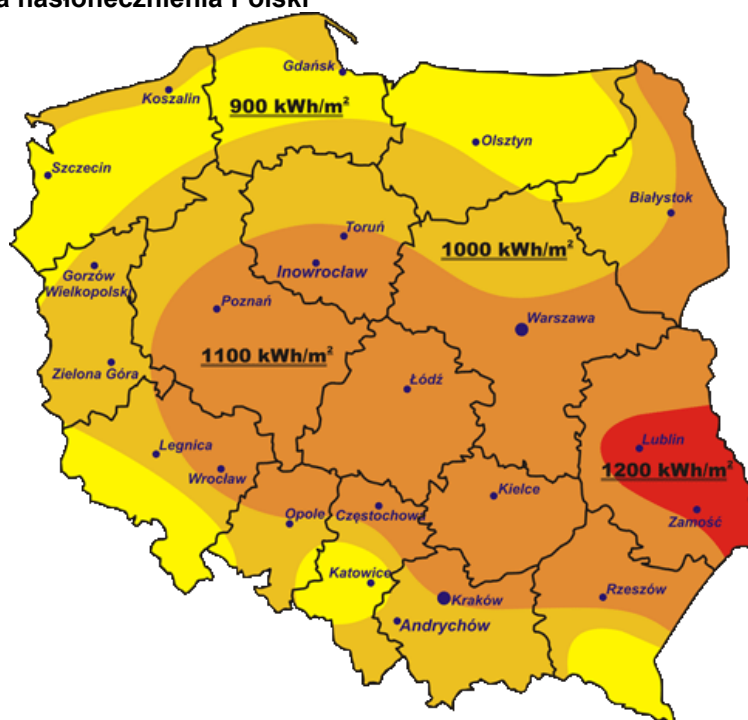 a nasłonecznienia Polski
Gdańsk
Koszalin
900 kWh/m²
Olsztyn
Szczecin
Białystok
Toruń
1000 kWh/m²
Inowrocław
Gorzów
Wielkopolski
Poznań
Warszawa
1100 kWh/m²
Zielona Góra
Łódź
Legnica
Lublin
Wrocław
1200 kWh/m²
Kielce
Opole
Częstochowa
Zamość
Katowice
Kraków
Rzeszów
Andrychów